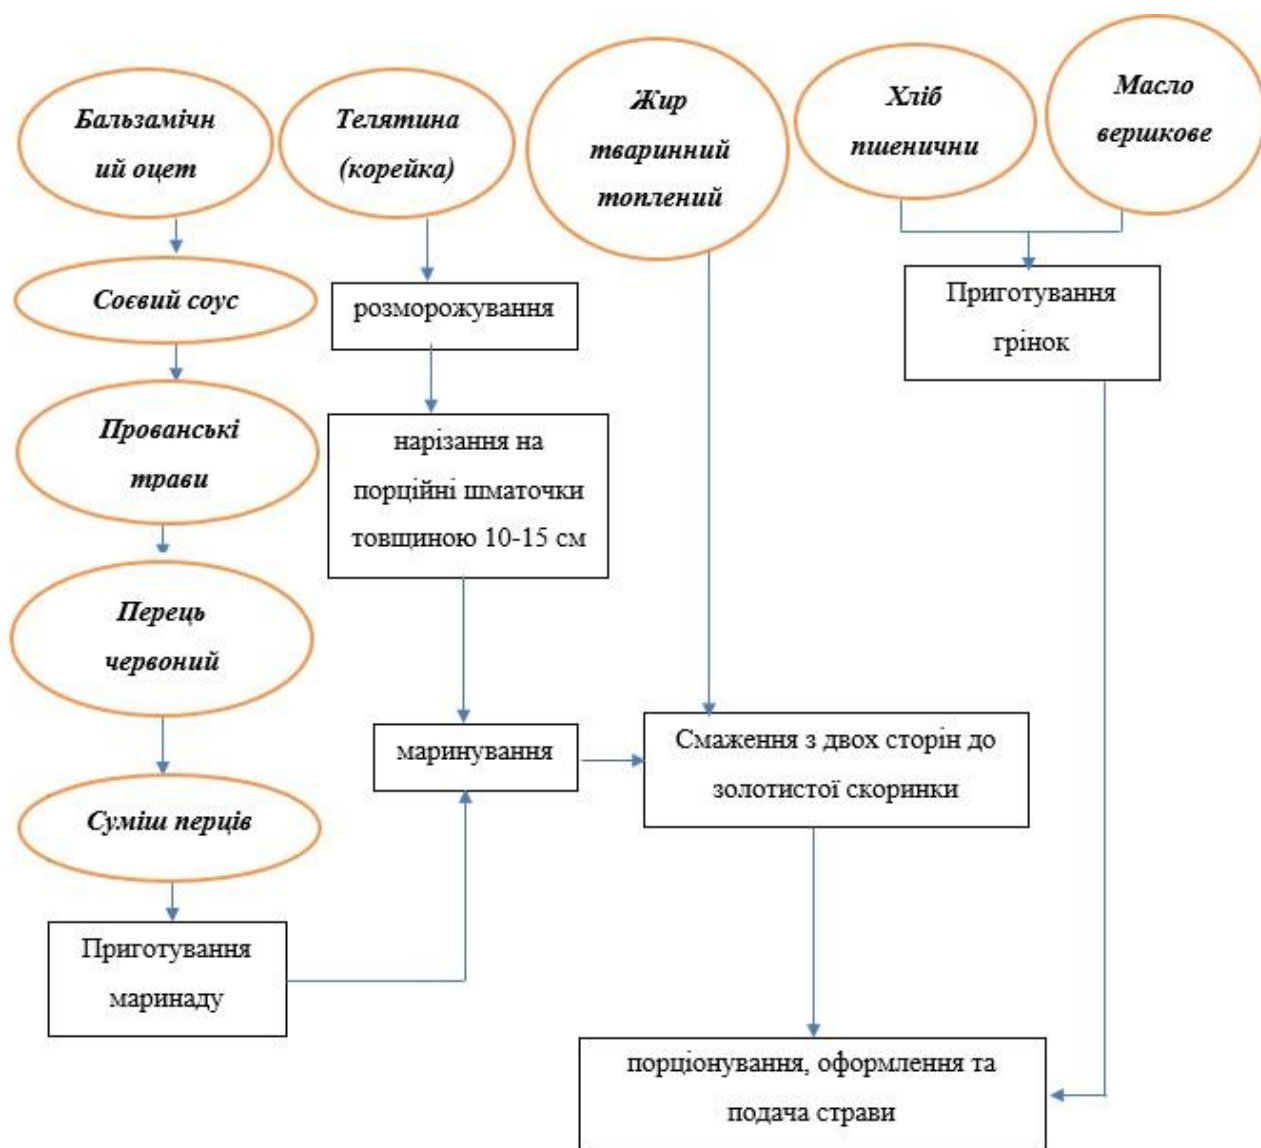 Бальзамічн
ий оцет
Телятина
(корейка)
Жир
тваринний
топлений
Хліб
пшенични
Масло
вершкове
Соєвий соус
розморожування
Приготування
грінок
Прованські
трави
нарізання на
порційні шматочки
товщиною 10-15 см
Перець
червоний
маринування
Смаження з двох сторін до
золотистої скоринки
Суміш перців
Приготування
маринаду
порціонування, оформлення та
подача страви